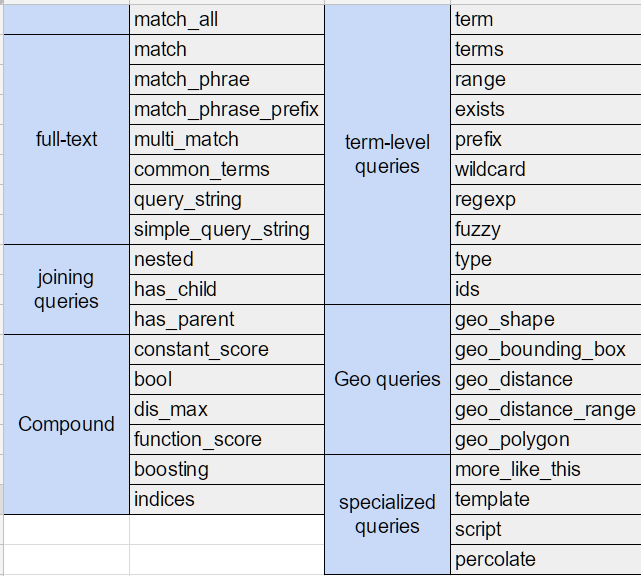 match_all
full-text
match
match_phrae
match_phrase_prefix
multi_match
common_terms
query_string
simple_query_string
joining
queries
nested
has_child
has_parent
Compound
constant_score
bool
dis_max
function_score
boosting
indices
term-level
queries
term
terms
range
exists
prefix
wildcard
regexp
fuzzy
type
ids
Geo queries
geo_shape
geo_bounding_box
geo_distance
geo_distance_range
geo_polygon
specialized
queries
more_like_this
template
script
percolate